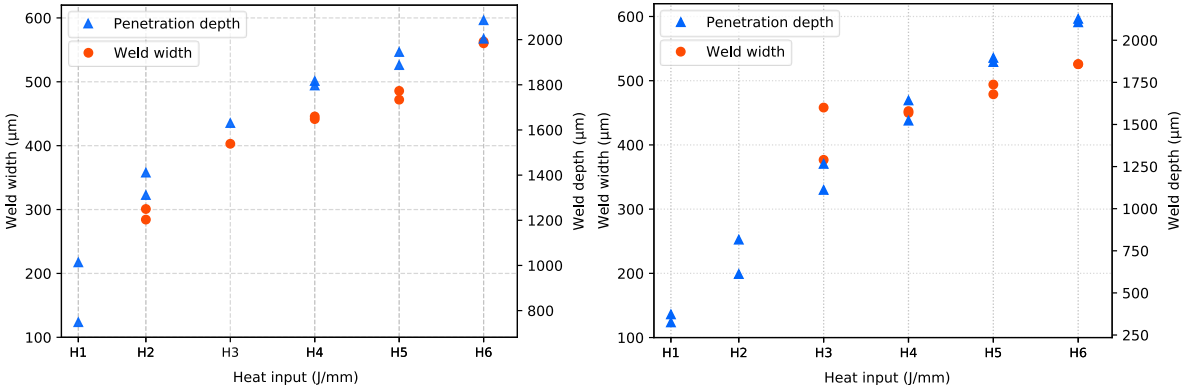 Penetration depth
Weld width
600
500
400
300
200
100
Weld width (μm)
2000
1800
1600
1400
1200
1000
800
Weld depth (μm)
H1 H2 H3 H4 H5 H6
Heat input (J/mm)
Penetration depth
Weld width
600
500
400
300
200
100
Weld width (μm)
2000
1750
1500
1250
1000
750
500
250
Weld depth (μm)
H1 H2 H3 H4 H5 H6
Heat input (J/mm)